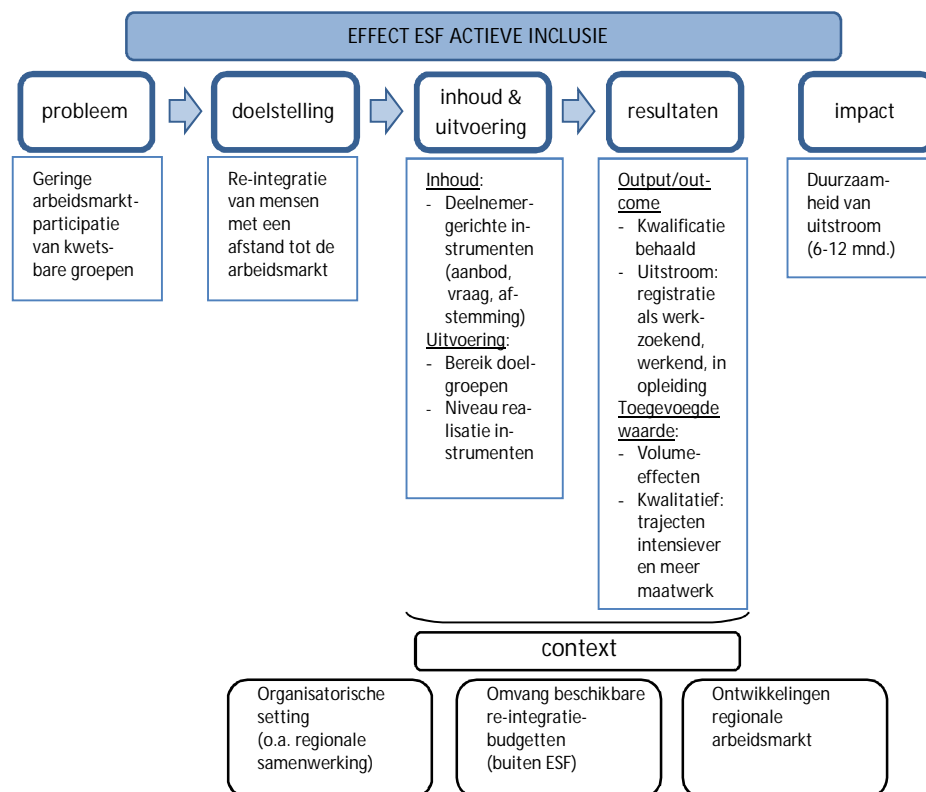 EFFECT ESF ACTIEVE INCLUSIE
probleem
Geringe
arbeidsmarkt-
participatie
van kwets-
bare groepen
doelstelling
Re-integratie
van mensen
met een
afstand tot de
arbeidsmarkt
inhoud &
uitvoering
Inhoud:
- Deelnemer-
gerichte in-
strumenten
(aanbod,
vraag, af-
stemming)
Uitvoering:
- Bereik doel-
groepen
- Niveau rea-
lisatie in-
strumenten
resultaten
Output/out-
come
- Kwalificatie
behaald
- Uitstroom:
registratie
als werk-
zoekend,
werkend, in
opleiding
Toegevoegde
waarde:
- Volume-
effecten
- Kwalitatief:
trajecten
intensiever
en meer
maatwerk
impact
Duurzaam-
heid van
uitstroom
(6-12 mnd.)
context
Organisatorische
setting
(o.a. regionale
samenwerking)
Omvang beschikbare
re-integratie-
budgetten
(buiten ESF)
Ontwikkelingen
regionale
arbeidsmarkt